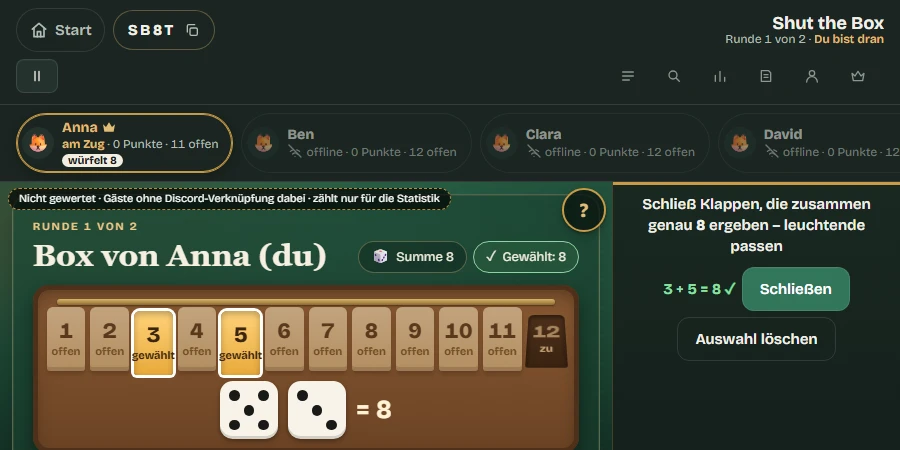 Start
SB8T
Shut the Box
Runde 1 von 2 · Du bist dran
Anna
am Zug · 0 Punkte · 11 offen
würfelt 8
Ben
offline · 0 Punkte · 12 offen
Clara
offline · 0 Punkte · 12 offen
David
offline · 0 Punkte · 12
Nicht gewertet · Gäste ohne Discord-Verknüpfung dabei · zählt nur für die Statistik
?
RUNDE 1 VON 2
Box von Anna (du)
Summe 8
✓ Gewählt: 8
1 2 3 4 5 6 7 8 9 10 11 12
offen offen gewählt offen gewählt offen offen offen offen offen offen zu
= 8
Schließ Klappen, die zusammen
genau 8 ergeben – leuchtende
passen
3 + 5 = 8 ✓
Schließen
Auswahl löschen